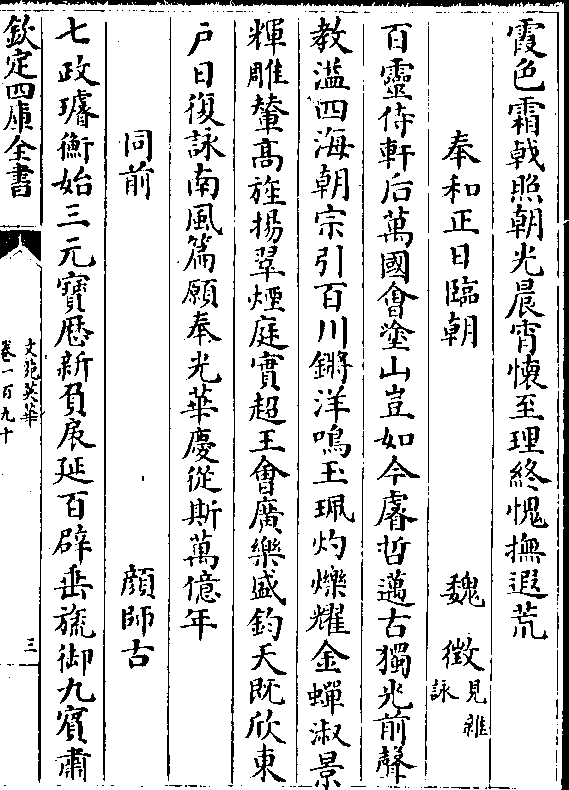 霞色霜戟照朝光晨宵懷至理終愧撫遐荒
奉和正日臨朝 魏徵 見雜詠
百靈侍軒后萬國會塗山豈如今睿哲邁古獨光前聲
教溢四海朝宗引百川鏘洋鳴玉珮灼爍耀金蟬淑景
輝雕輦高旌揚翠煙庭實超王會廣樂盛鈞天既欣東
戸日復詠南風篇願奉光華慶從斯萬億年
同前 顔師古
七政璿衡始三元寶厯新負扆延百辟垂旒御九賓肅
欽定四庫全書
文苑英華
卷一百九十
三